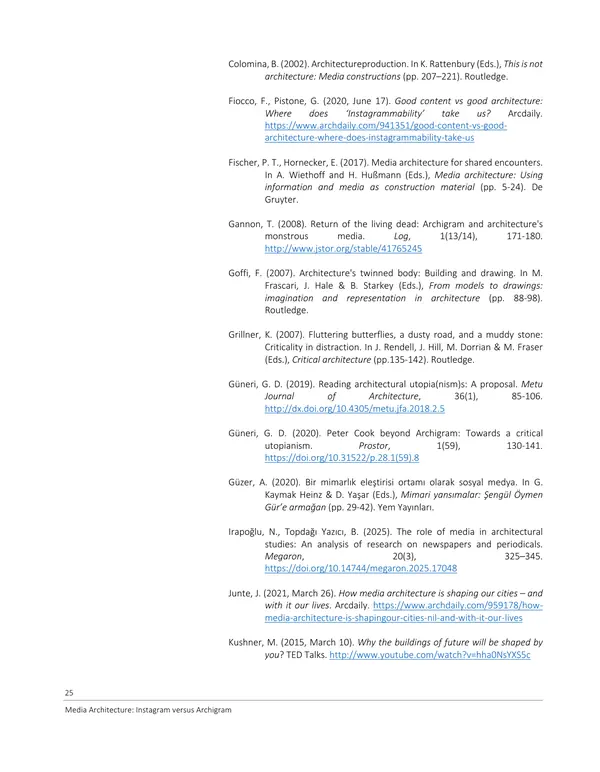 Colomina, B. (2002). Architectureproduction. In K. Rattenbury (Eds.), This is not
architecture: Media constructions (pp. 207–221). Routledge.
Fiocco, F., Pistone, G. (2020, June 17). Good content vs good architecture:
Where does ‘Instagrammability’ take us? Arcdaily.
https://www.archdaily.com/941351/good-content-vs-good-
architecture-where-does-instagrammability-take-us
Fischer, P. T., Hornecker, E. (2017). Media architecture for shared encounters.
In A. Wiethoff and H. Hußmann (Eds.), Media architecture: Using
information and media as construction material (pp. 5-24). De
Gruyter.
Gannon, T. (2008). Return of the living dead: Archigram and architecture's
monstrous media. Log, 1(13/14), 171-180.
http://www.jstor.org/stable/41765245
Goffi, F. (2007). Architecture's twinned body: Building and drawing. In M.
Frascari, J. Hale & B. Starkey (Eds.), From models to drawings:
imagination and representation in architecture (pp. 88-98).
Routledge.
Grillner, K. (2007). Fluttering butterflies, a dusty road, and a muddy stone:
Criticality in distraction. In J. Rendell, J. Hill, M. Dorrian & M. Fraser
(Eds.), Critical architecture (pp.135-142). Routledge.
Güneri, G. D. (2019). Reading architectural utopia(nism)s: A proposal. Metu
Journal of Architecture, 36(1), 85-106.
http://dx.doi.org/10.4305/metu.jfa.2018.2.5
Güneri, G. D. (2020). Peter Cook beyond Archigram: Towards a critical
utopianism. Prostor, 1(59), 130-141.
https://doi.org/10.31522/p.28.1(59).8
Güzer, A. (2020). Bir mimarlık eleştirisi ortamı olarak sosyal medya. In G.
Kaymak Heinz & D. Yaşar (Eds.), Mimari yansımalar: Şengül Öymen
Gür’e armağan (pp. 29-42). Yem Yayınları.
Irapoğlu, N., Topdağı Yazıcı, B. (2025). The role of media in architectural
studies: An analysis of research on newspapers and periodicals.
Megaron, 20(3), 325–345.
https://doi.org/10.14744/megaron.2025.17048
Junte, J. (2021, March 26). How media architecture is shaping our cities – and
with it our lives. Arcdaily. https://www.archdaily.com/959178/how-
media-architecture-is-shapingour-cities-nil-and-with-it-our-lives
Kushner, M. (2015, March 10). Why the buildings of future will be shaped by
you? TED Talks. http://www.youtube.com/watch?v=hha0NsYXS5c
25
Media Architecture: Instagram versus Archigram